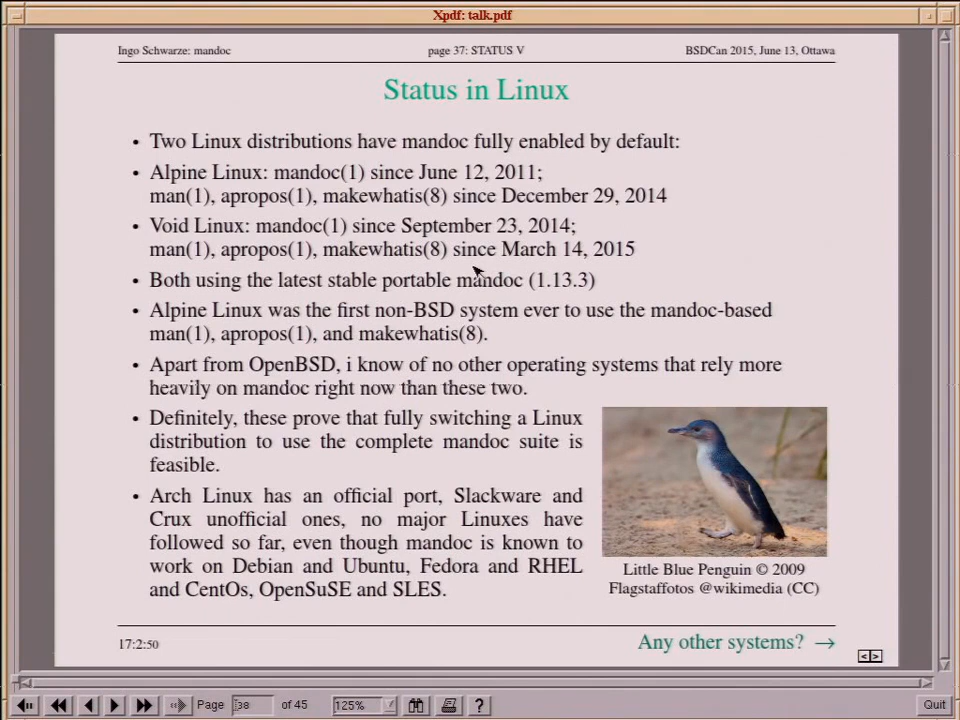 Xpdf: talk.pdf
Ingo Schwarze: mandoc
page 37: STATUS V
BSDCan 2015, June 13, Ottawa
Status in Linux
• Two Linux distributions have mandoc fully enabled by default:
• Alpine Linux: mandoc(1) since June 12, 2011;
man(1), apropos(1), makewhatis(8) since December 29, 2014
• Void Linux: mandoc(1) since September 23, 2014;
man(1), apropos(1), makewhatis(8) since March 14, 2015
• Both using the latest stable portable mandoc (1.13.3)
• Alpine Linux was the first non-BSD system ever to use the mandoc-based
man(1), apropos(1), and makewhatis(8).
• Apart from OpenBSD, i know of no other operating systems that rely more
heavily on mandoc right now than these two.
• Definitely, these prove that fully switching a Linux
distribution to use the complete mandoc suite is
feasible.
• Arch Linux has an official port, Slackware and
Crux unofficial ones, no major Linuxes have
followed so far, even though mandoc is known to
work on Debian and Ubuntu, Fedora and RHEL
and CentOs, OpenSuSE and SLES.
Little Blue Penguin © 2009
Flagstaffotos @wikimedia (CC)
17:2:50
Any other systems? →
<|>
Page 38 of 45
125%
?
Quit